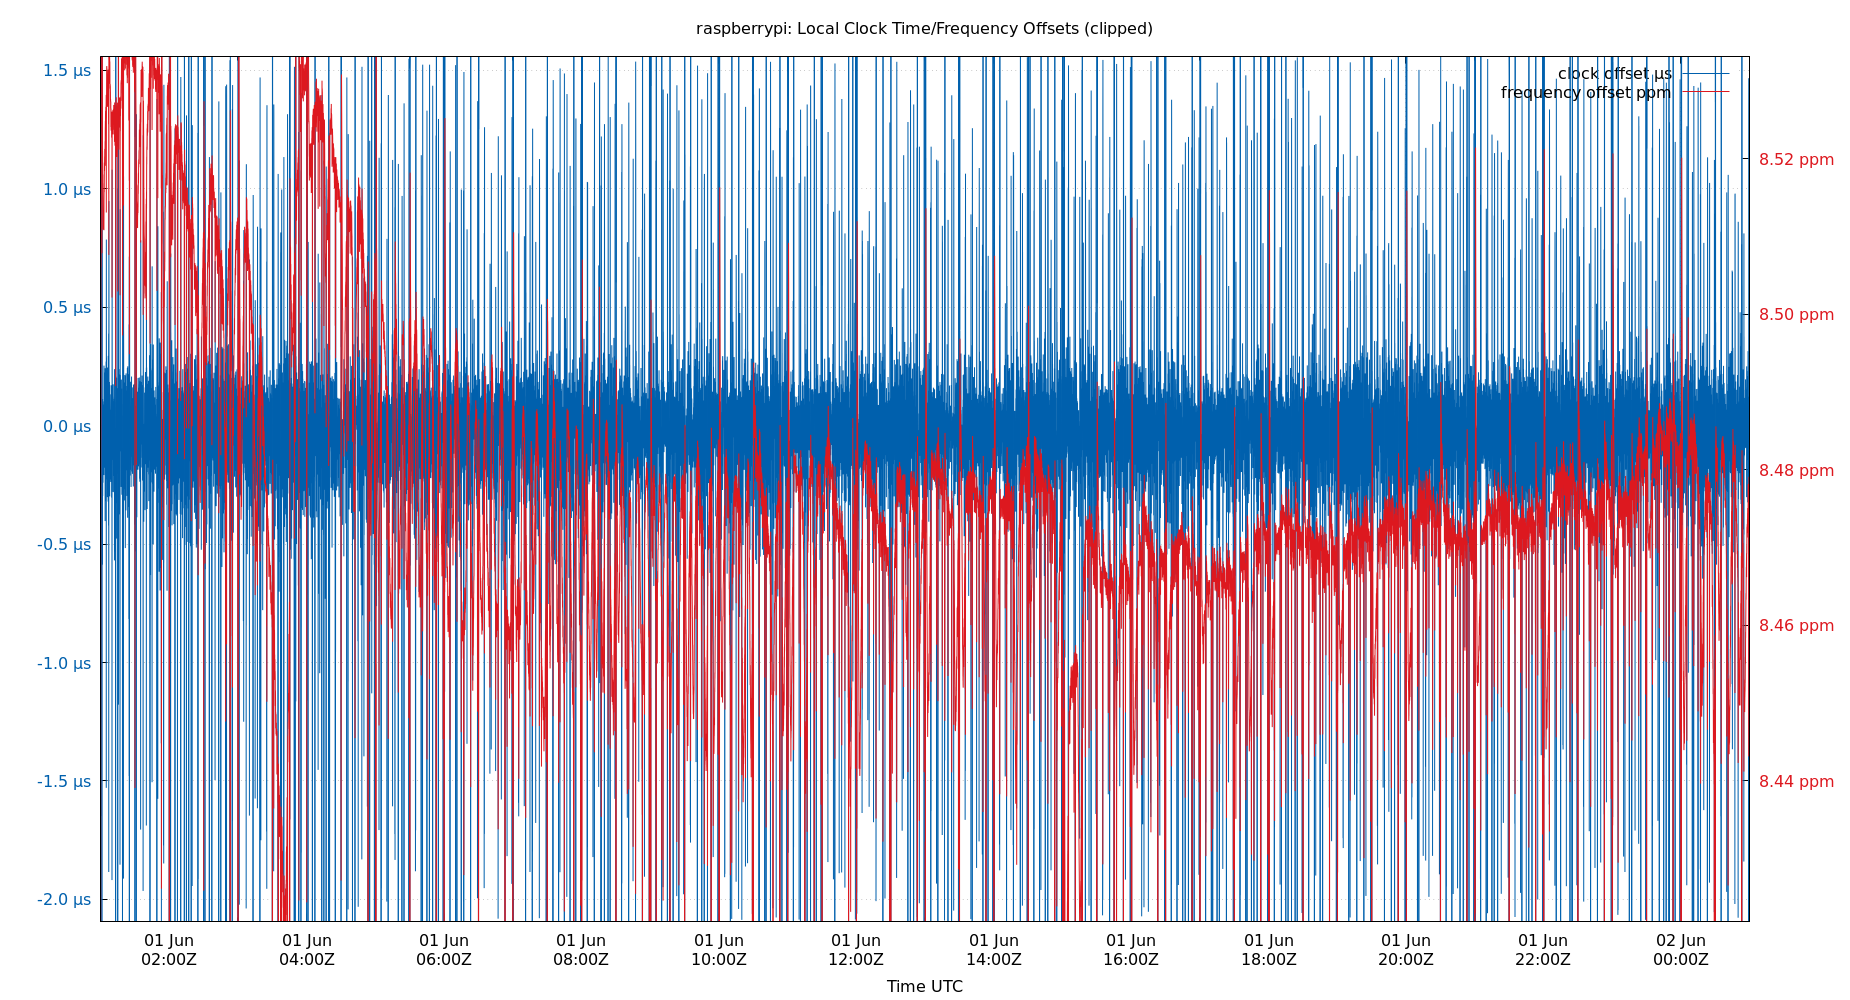 raspberrypi: Local Clock Time/Frequency Offsets (clipped)
clock offset µs
frequency offset ppm
1.5 µs
1.0 µs
0.5 µs
0.0 µs
-0.5 µs
-1.0 µs
-1.5 µs
-2.0 µs
8.52 ppm
8.50 ppm
8.48 ppm
8.46 ppm
8.44 ppm
01 Jun 01 Jun 01 Jun 01 Jun 01 Jun 01 Jun 01 Jun 01 Jun 01 Jun 01 Jun 01 Jun 02 Jun
02:00Z 04:00Z 06:00Z 08:00Z 10:00Z 12:00Z 14:00Z 16:00Z 18:00Z 20:00Z 22:00Z 00:00Z
Time UTC